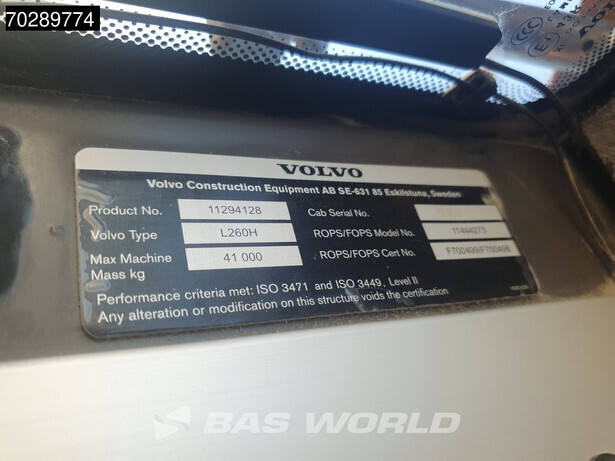 70289774
VOLVO
Volvo Construction Equipment AB SE-631 85 Eskilstuna, Sweden
Product No. 11294128 Cab Serial No.
Volvo Type L260H ROPS/FOPS Model No. 11444273
Max Machine Mass kg 41 000 ROPS/FOPS Cert No. F700499/F700498
Performance criteria met: ISO 3471 and ISO 3449, Level II
Any alteration or modification on this structure voids the certification
BAS WORLD